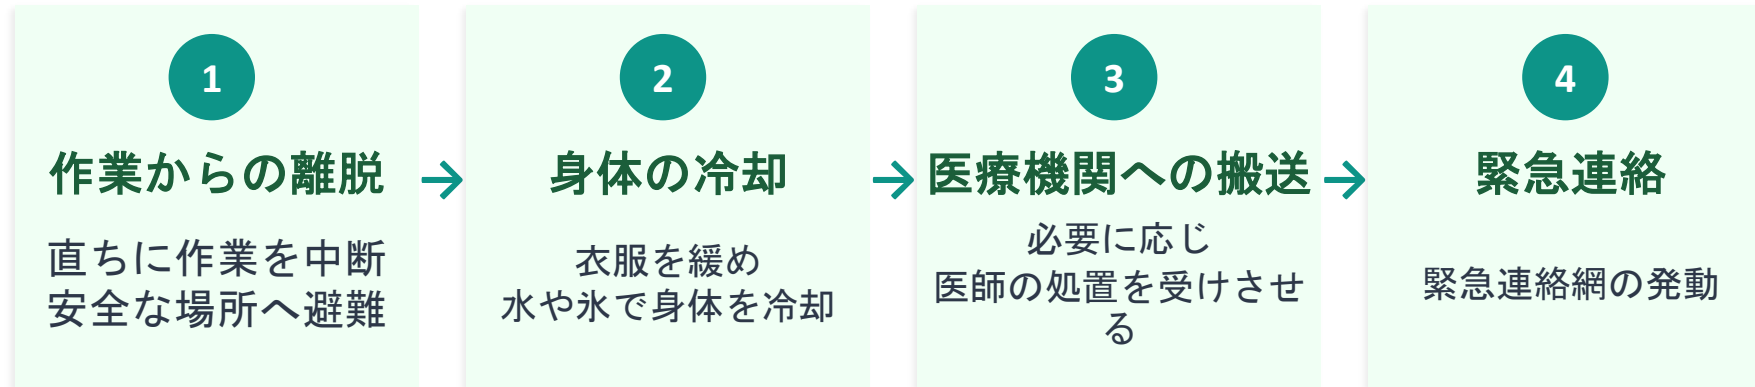 1
作業からの離脱
直ちに作業を中断
安全な場所へ避難
→
2
身体の冷却
衣服を緩め
水や氷で身体を冷却
→
3
医療機関への搬送
必要に応じ
医師の処置を受けさせ
る
→
4
緊急連絡
緊急連絡網の発動